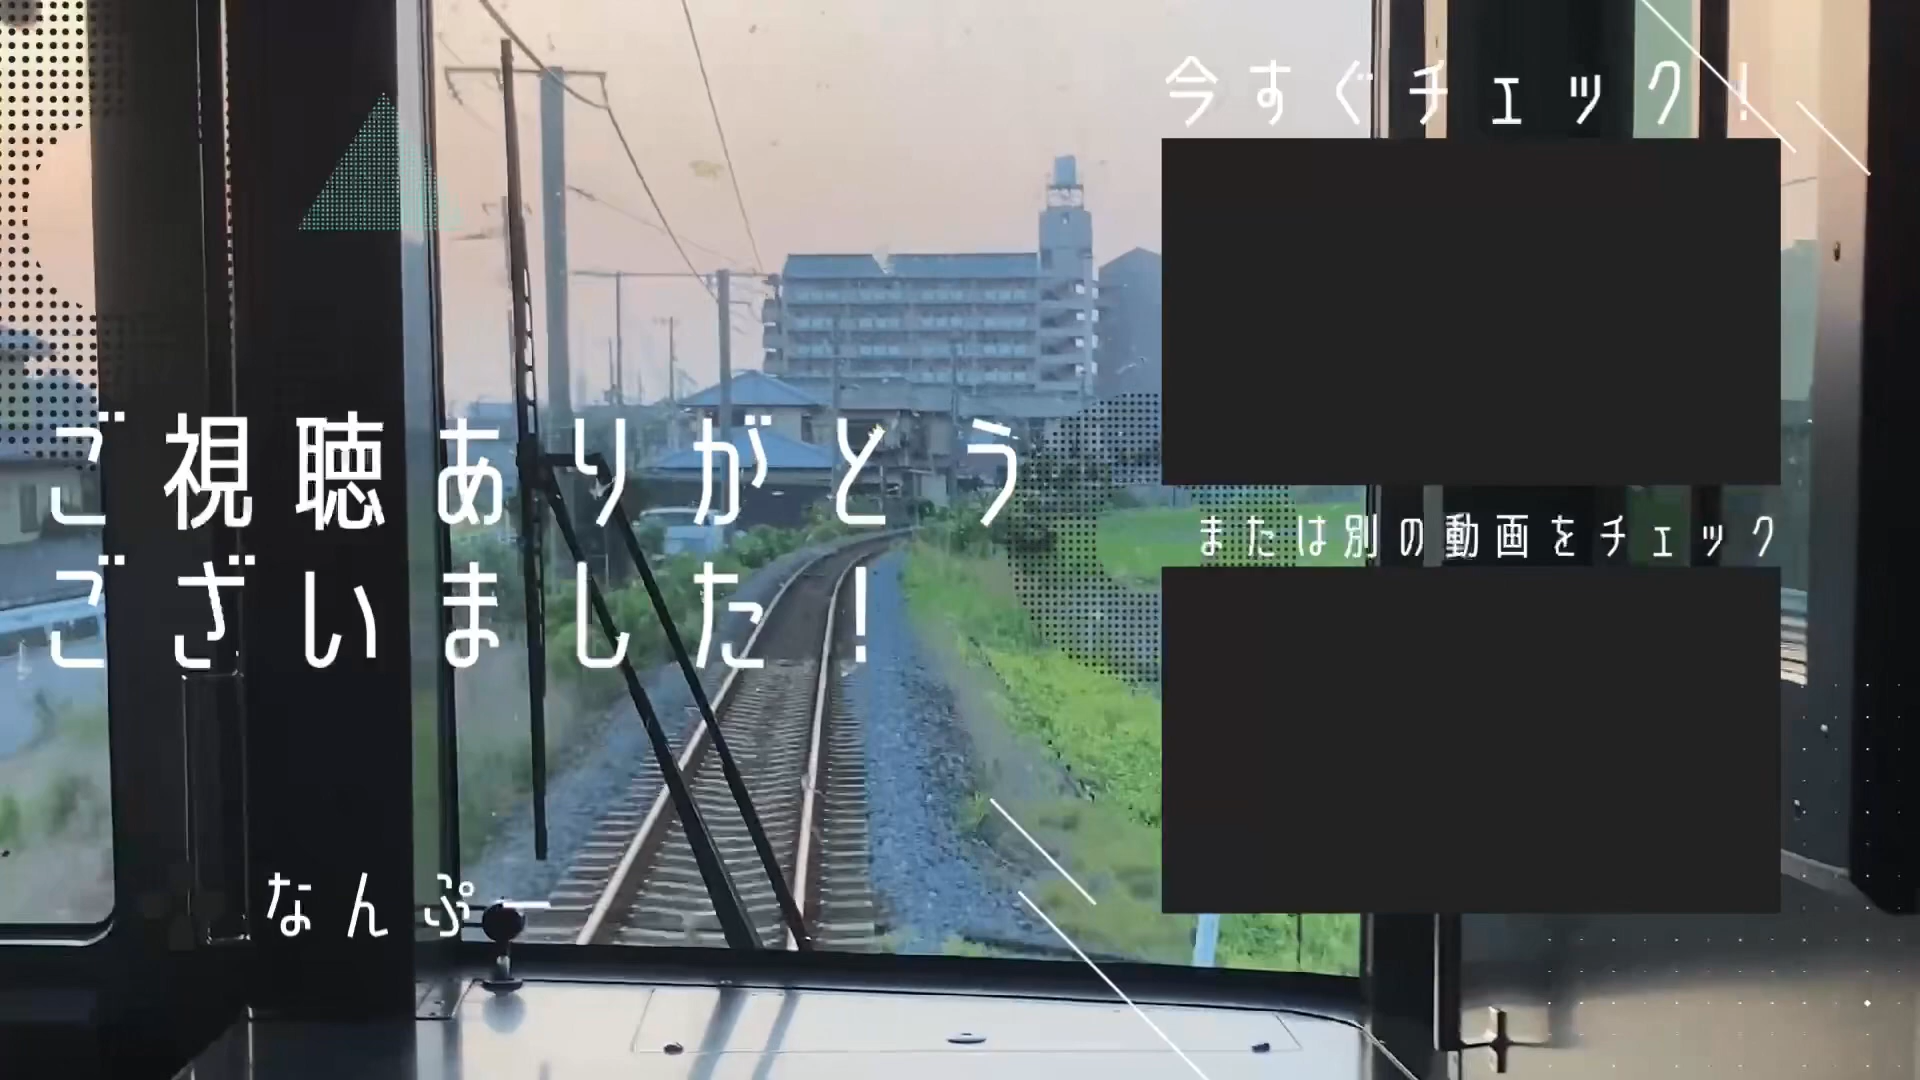 今すぐチェック!
ご視聴ありがとう
ございました!
または別の動画をチェック
なんぷー